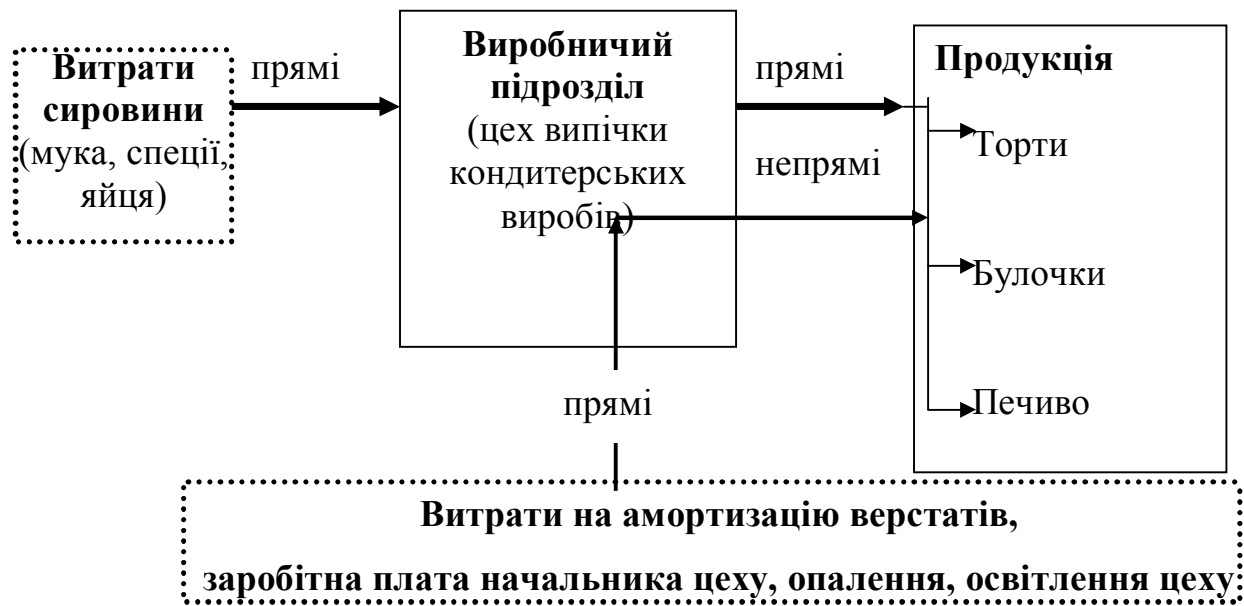 Витрати
сировини
(мука, спеції,
яйця)
прямі
Виробничий
підрозділ
(цех випічки
кондитерських
виробів)
прямі
непрямі
Продукція
Торти
Булочки
Печиво
прямі
Витрати на амортизацію верстатів,
заробітна плата начальника цеху, опалення, освітлення цеху